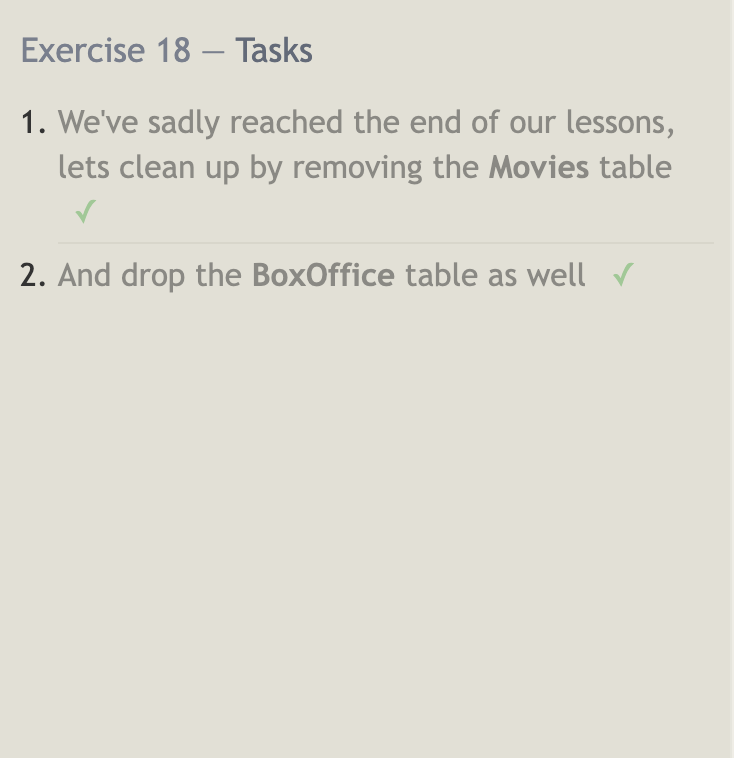 Exercise 18 — Tasks
1. We've sadly reached the end of our lessons,
lets clean up by removing the Movies table
✓
2. And drop the BoxOffice table as well ✓